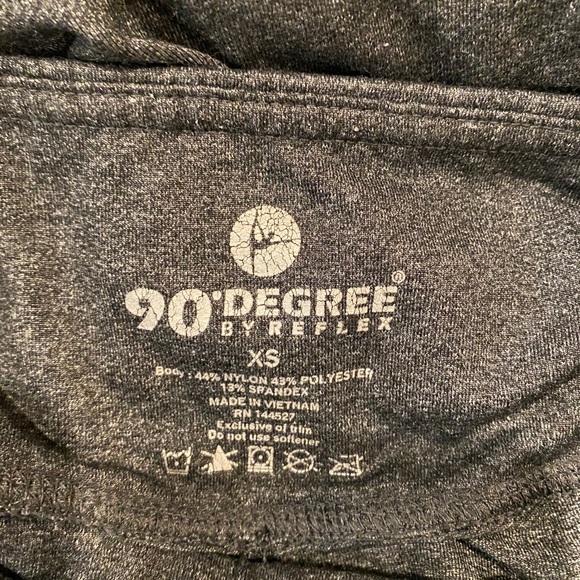 90° DEGREE®
BY REFLEX
XS
Body : 44% NYLON 43% POLYESTER
13% SPANDEX
MADE IN VIETNAM
RN 144527
Exclusive of trim
Do not use softener